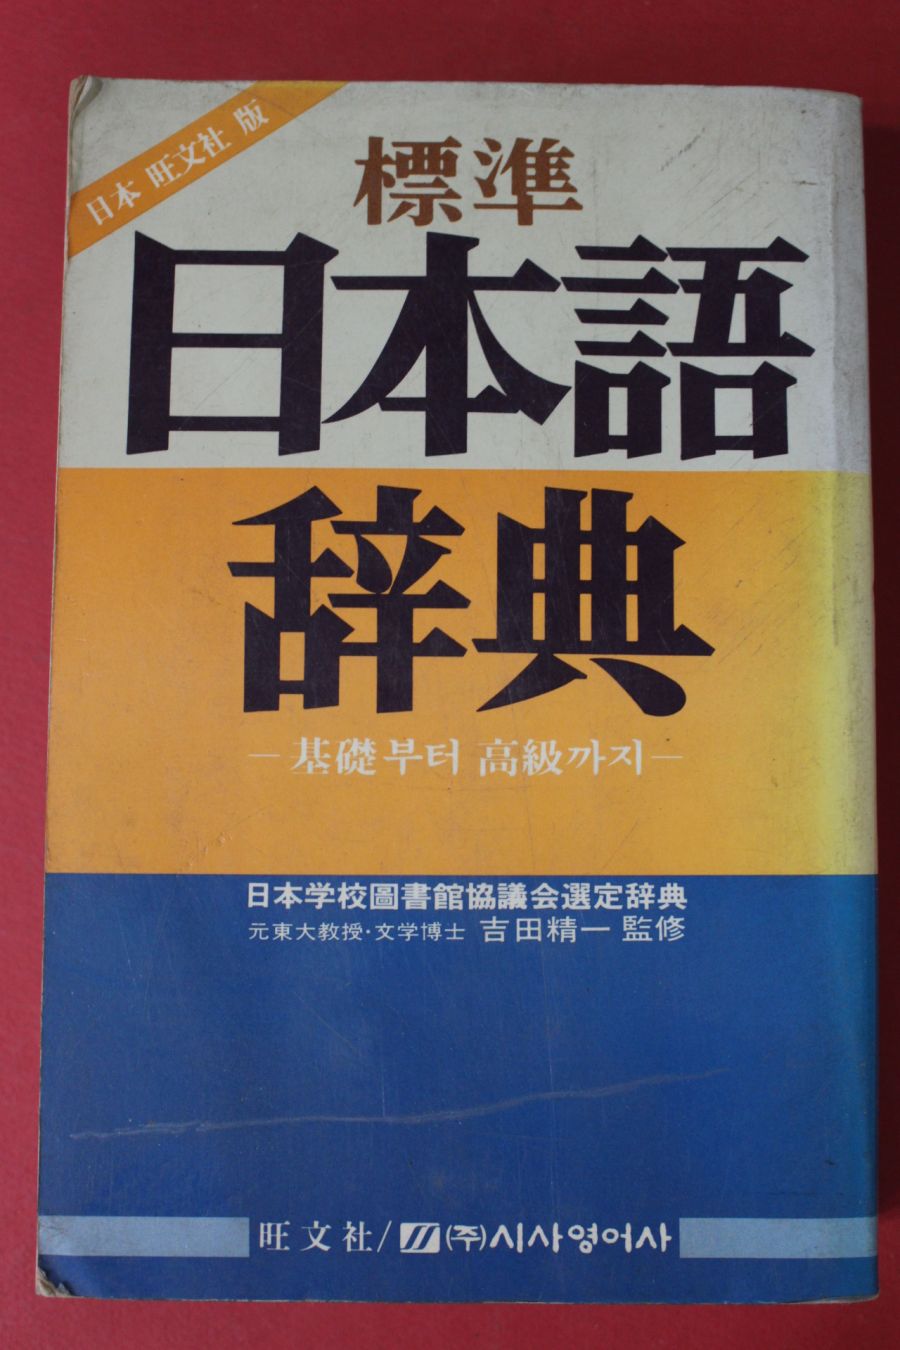 日本 旺文社 版
標準
日本語
辞典
— 基礎부터 高級까지 —
日本学校圖書館協議会選定辞典
元東大教授·文学博士 吉田精一 監修
旺文社/(주)시사영어사